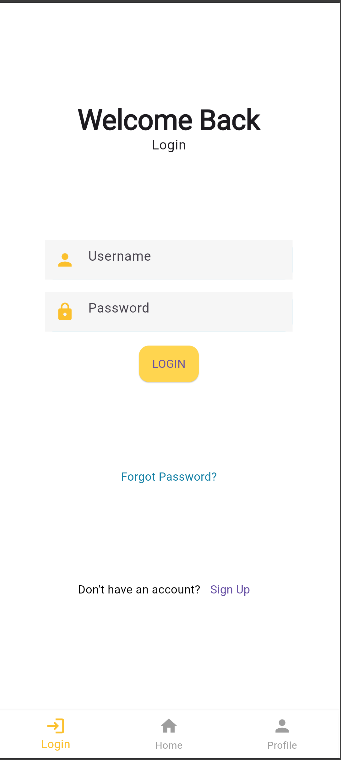 Welcome Back
Login
Username
Password
LOGIN
Forgot Password?
Don't have an account? Sign Up
Login Home Profile